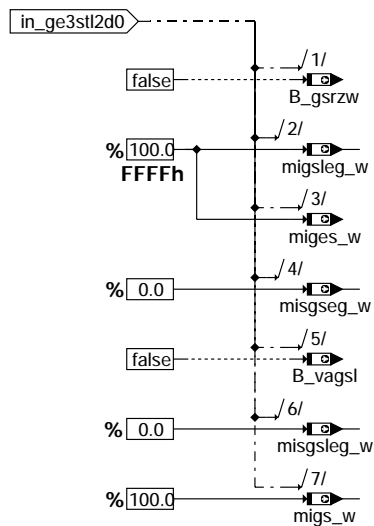 in_ge3stl2d0
1/
false
B_gsrzw
2/
% 100.0
migsleg_w
FFFFh
3/
miges_w
4/
% 0.0
misgseg_w
5/
false
B_vagsl
6/
% 0.0
misgsleg_w
7/
% 100.0
migs_w